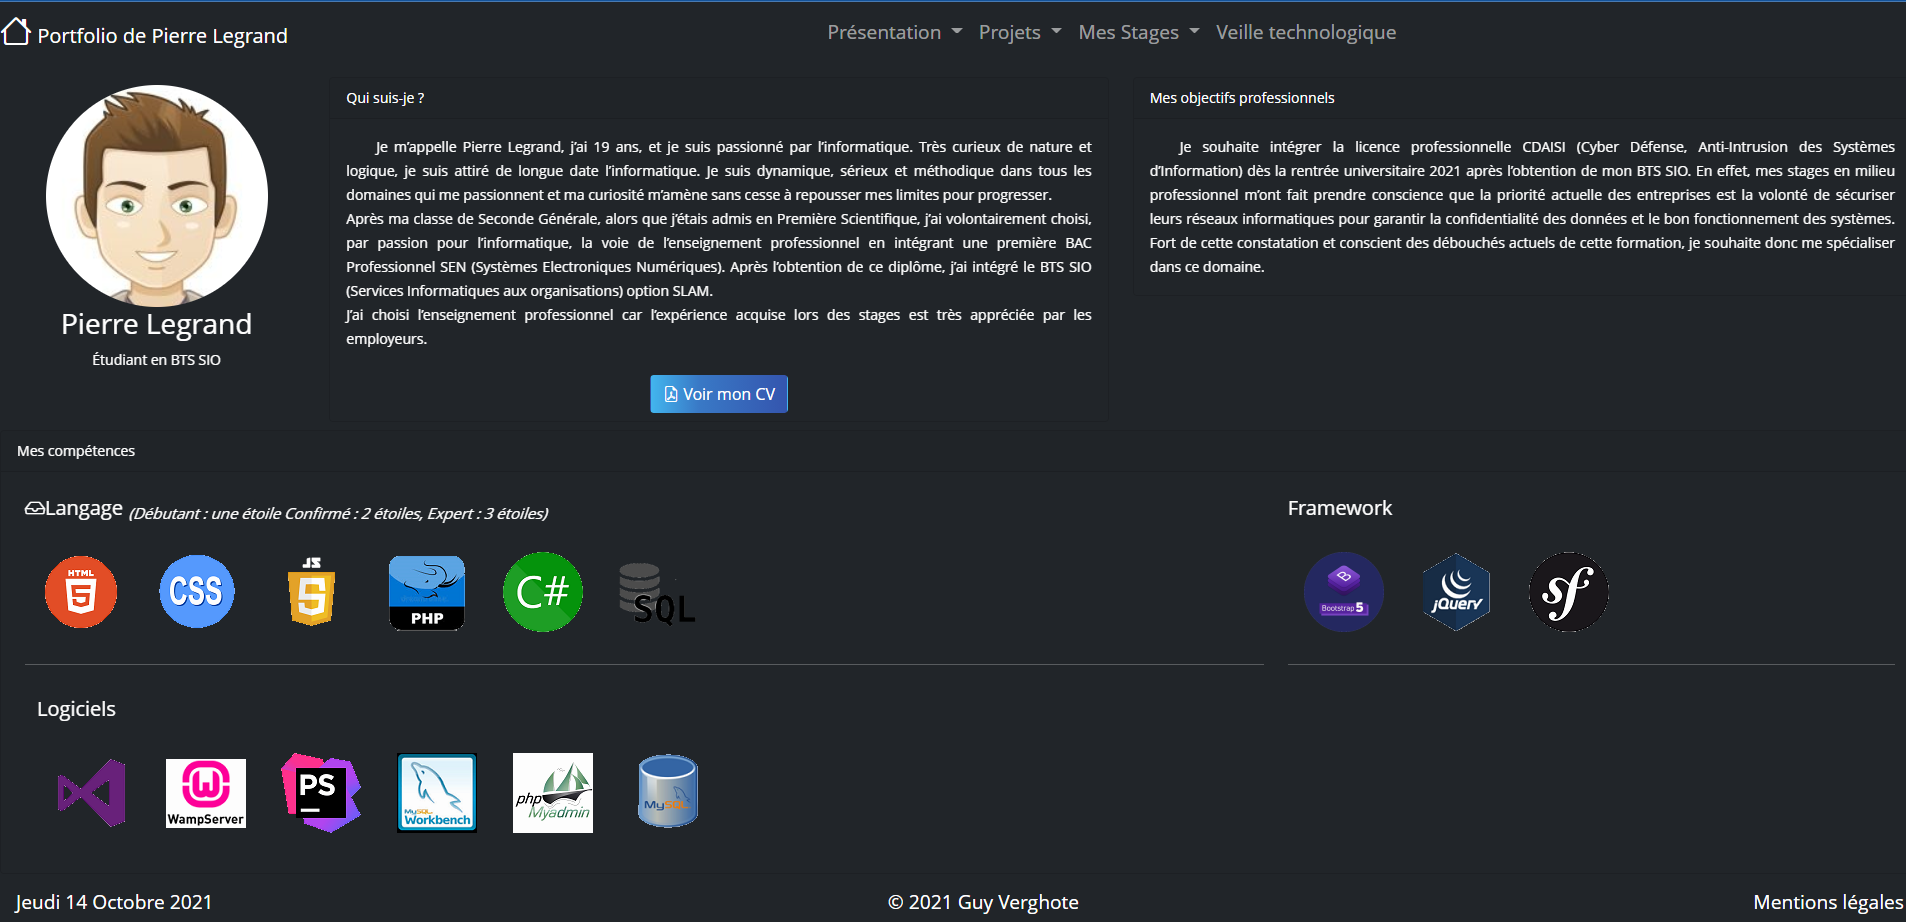 Portfolio de Pierre Legrand
Présentation
Projets
Mes Stages
Veille technologique
Pierre Legrand
Étudiant en BTS SIO
Qui suis-je ?
Je m’appelle Pierre Legrand, j’ai 19 ans, et je suis passionné par l’informatique. Très curieux de nature et
logique, je suis attiré de longue date l’informatique. Je suis dynamique, sérieux et méthodique dans tous les
domaines qui me passionnent et ma curiosité m’amène sans cesse à repousser mes limites pour progresser.
Après ma classe de Seconde Générale, alors que j’étais admis en Première Scientifique, j’ai volontairement choisi,
par passion pour l’informatique, la voie de l’enseignement professionnel en intégrant une première BAC
Professionnel SEN (Systèmes Electroniques Numériques). Après l’obtention de ce diplôme, j’ai intégré le BTS SIO
(Services Informatiques aux organisations) option SLAM.
J’ai choisi l’enseignement professionnel car l’expérience acquise lors des stages est très appréciée par les
employeurs.
Voir mon CV
Mes objectifs professionnels
Je souhaite intégrer la licence professionnelle CDAISI (Cyber Défense, Anti-Intrusion des Systèmes
d’Information) dès la rentrée universitaire 2021 après l’obtention de mon BTS SIO. En effet, mes stages en milieu
professionnel m’ont fait prendre conscience que la priorité actuelle des entreprises est la volonté de sécuriser
leurs réseaux informatiques pour garantir la confidentialité des données et le bon fonctionnement des systèmes.
Fort de cette constatation et conscient des débouchés actuels de cette formation, je souhaite donc me spécialiser
dans ce domaine.
Mes compétences
Langage (Débutant : une étoile Confirmé : 2 étoiles, Expert : 3 étoiles)
HTML
5
CSS
JS
5
PHP
C#
SQL
Framework
B
Bootstrap 5
jQuery
sf
Logiciels
W
WampServer
PS
MySQL
Workbench
php
MyAdmin
MySQL
Jeudi 14 Octobre 2021
© 2021 Guy Verghote
Mentions légales